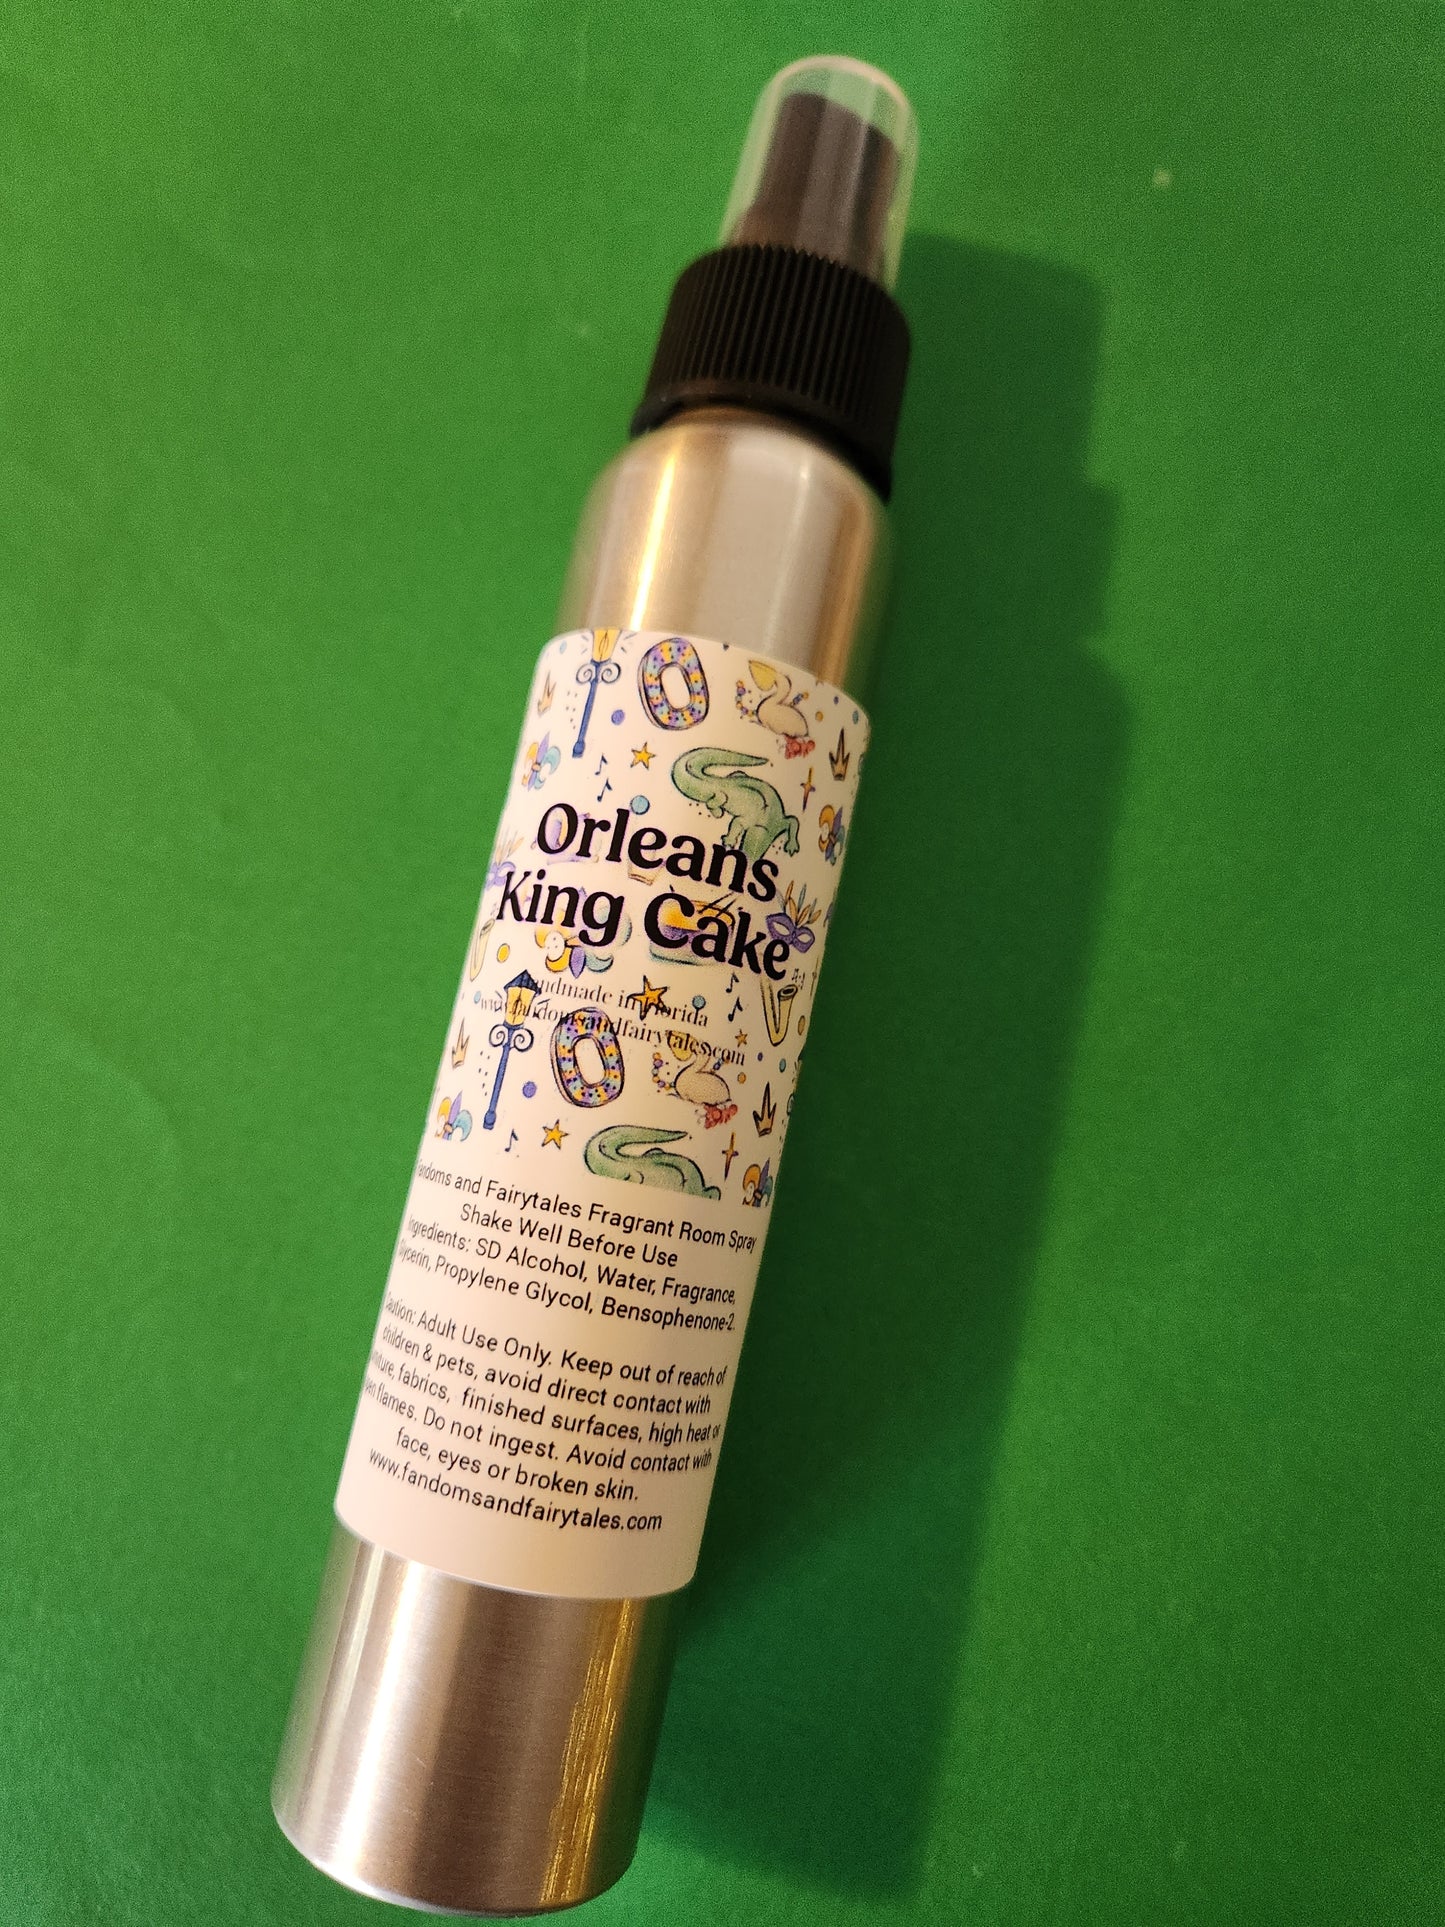 Orleans
King Cake
Handmade in Florida
www.fandomsandfairytales.com
Fandoms and Fairytales Fragrant Room Spray
Shake Well Before Use
Ingredients: SD Alcohol, Water, Fragrance,
Glycerin, Propylene Glycol, Bensophenone-2.
Caution: Adult Use Only. Keep out of reach of
children & pets, avoid direct contact with
furniture, fabrics, finished surfaces, high heat or
open flames. Do not ingest. Avoid contact with
face, eyes or broken skin.
www.fandomsandfairytales.com